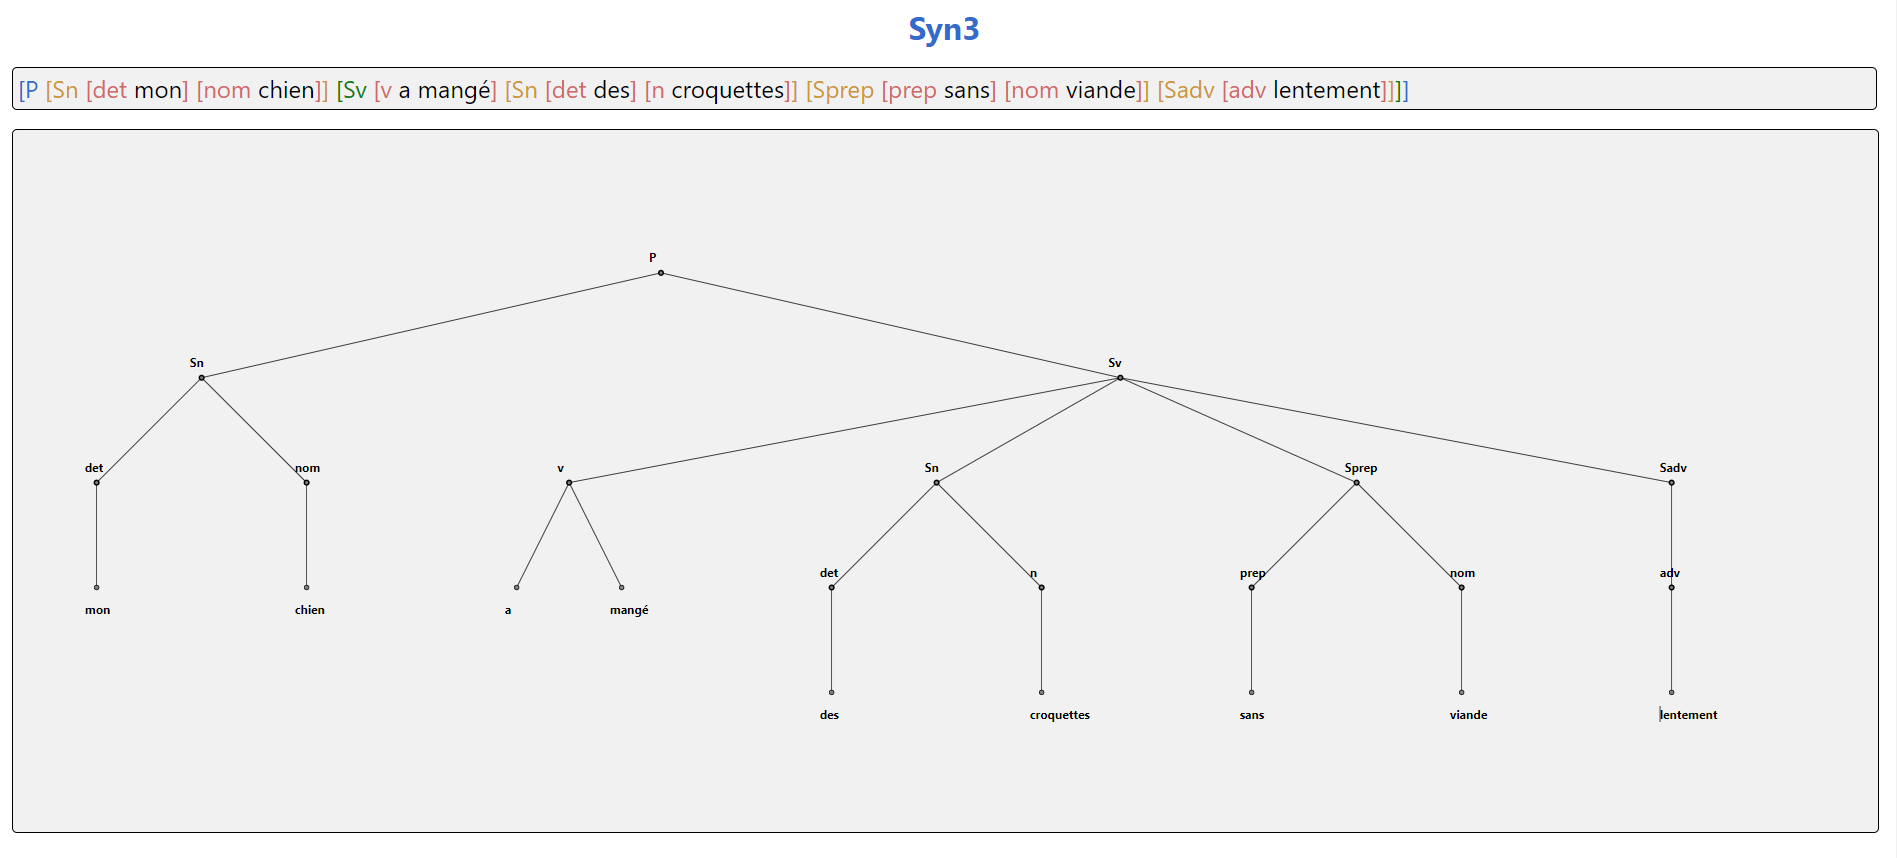 Syn3
[P [Sn [det mon] [nom chien]] [Sv [v a mangé] [Sn [det des] [n croquettes]] [Sprep [prep sans] [nom viande]] [Sadv [adv lentement]]]]
P
Sn Sv
det nom v Sn Sprep Sadv
det n prep nom adv
mon chien a mangé
des croquettes sans viande lentement